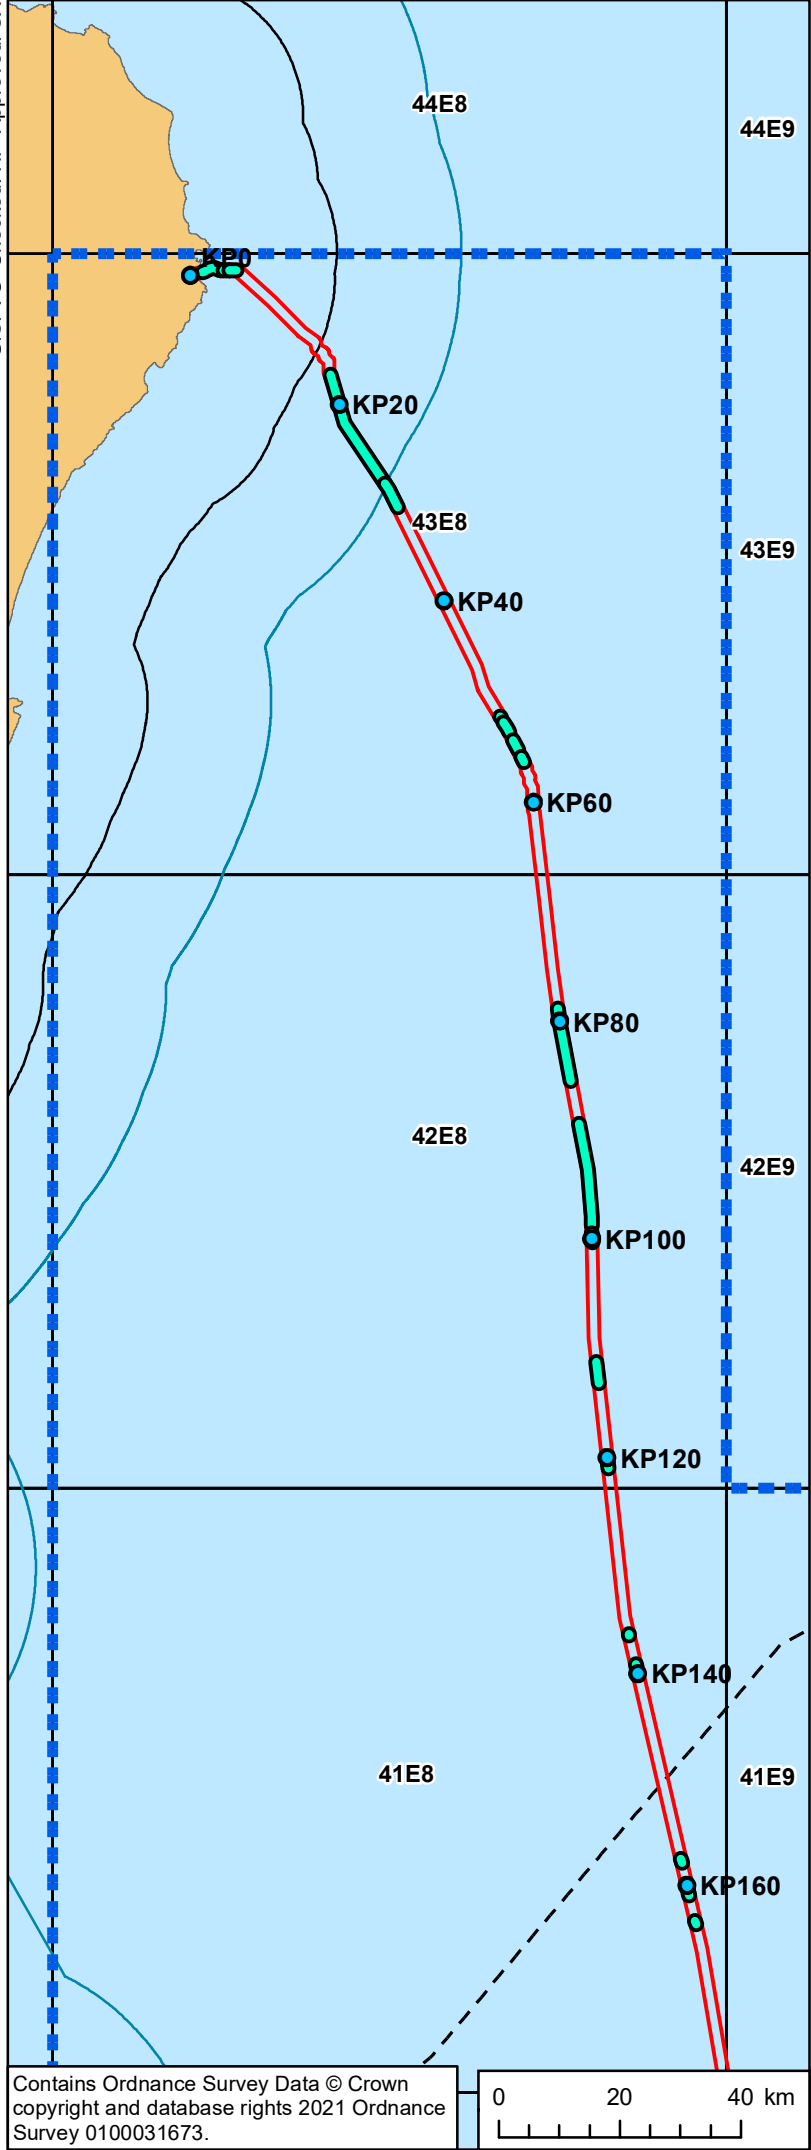 44E8
44E9
KP0
KP20
43E8
43E9
KP40
KP60
KP80
42E8
42E9
KP100
KP120
KP140
41E8
41E9
KP160
Contains Ordnance Survey Data © Crown
copyright and database rights 2021 Ordnance
Survey 0100031673.
0 20 40 km